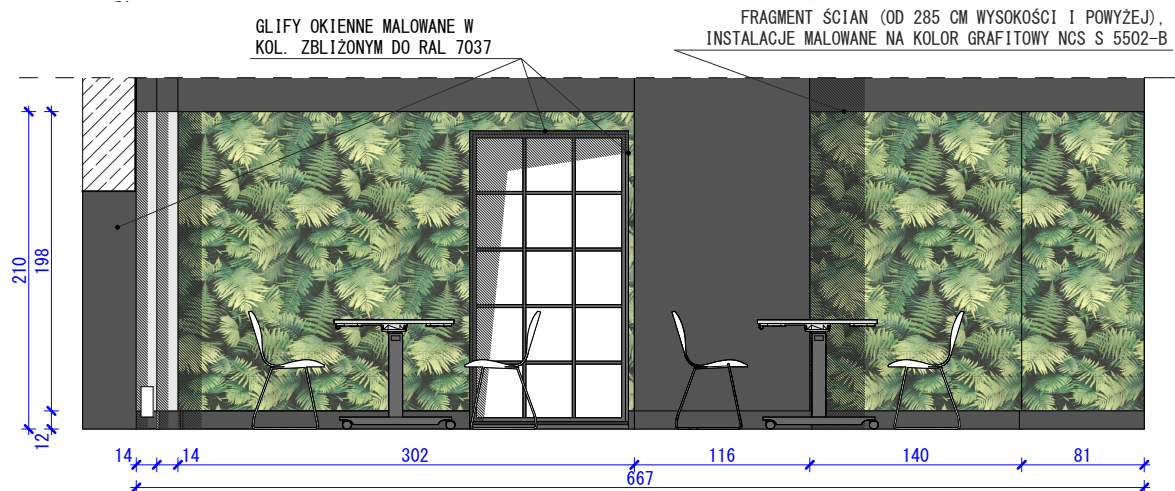 GLIFY OKIENNE MALOWANE W
KOL. ZBLIŻONYM DO RAL 7037
FRAGMENT ŚCIAN (OD 285 CM WYSOKOŚCI I POWYŻEJ),
INSTALACJE MALOWANE NA KOLOR GRAFITOWY NCS S 5502-B
210
198
12
14
14
302
116
140
81
667